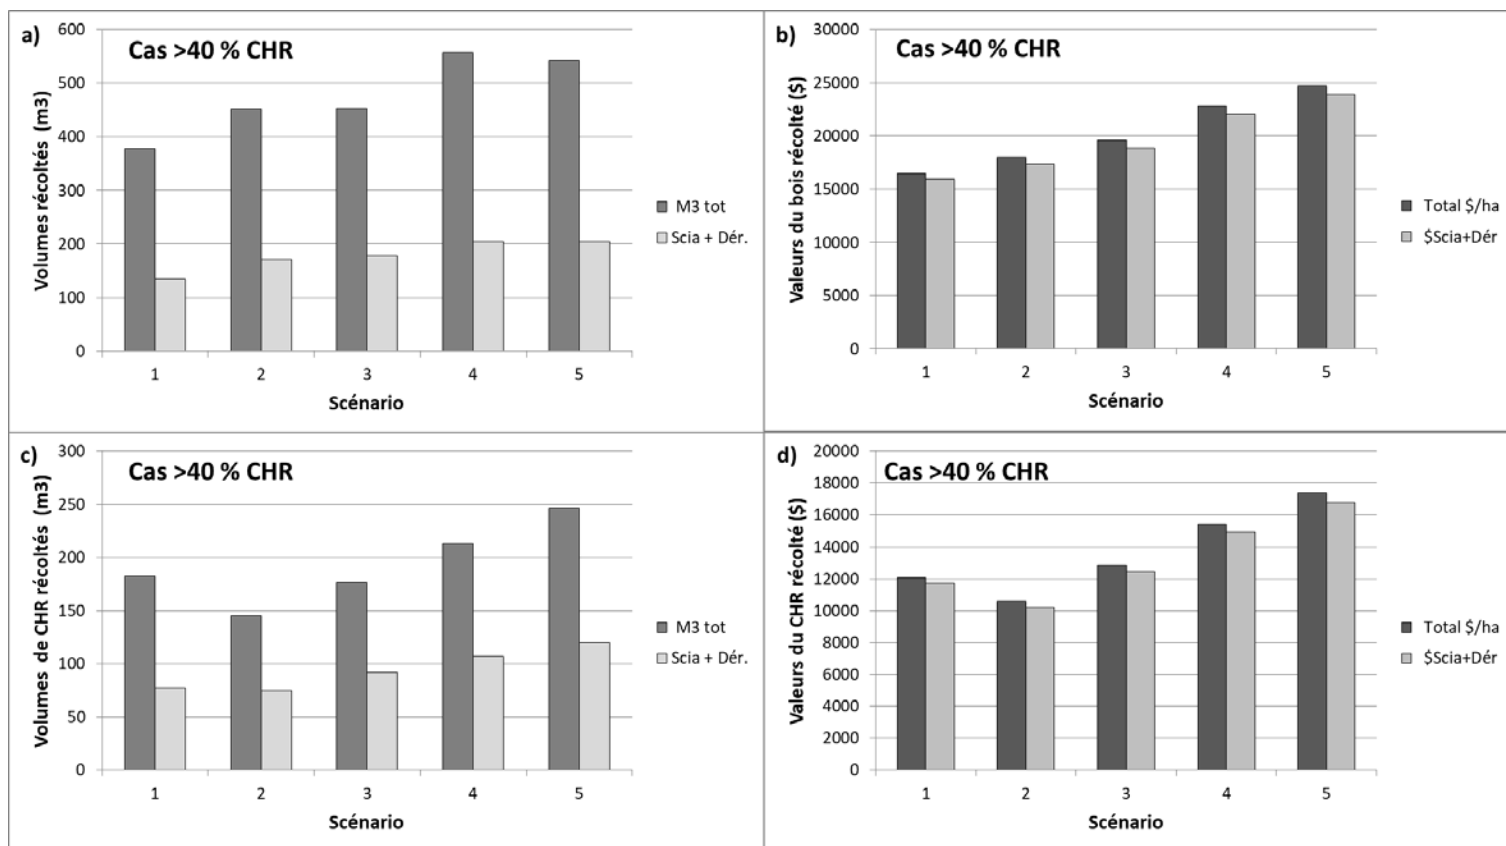 a)
Cas >40 % CHR
Volumes récoltés (m3)
600
500
400
300
200
100
0
1 2 3 4 5
Scénario
M3 tot
Scia + Dér.
b)
Cas >40 % CHR
Valeurs du bois récolté ($)
30000
25000
20000
15000
10000
5000
0
1 2 3 4 5
Scénario
Total $/ha
$Scia+Dér
c)
Cas >40 % CHR
Volumes de CHR récoltés (m3)
300
250
200
150
100
50
0
1 2 3 4 5
Scénario
M3 tot
Scia + Dér.
d)
Cas >40 % CHR
Valeurs du CHR récolté ($)
20000
18000
16000
14000
12000
10000
8000
6000
4000
2000
0
1 2 3 4 5
Scénario
Total $/ha
$Scia+Dér